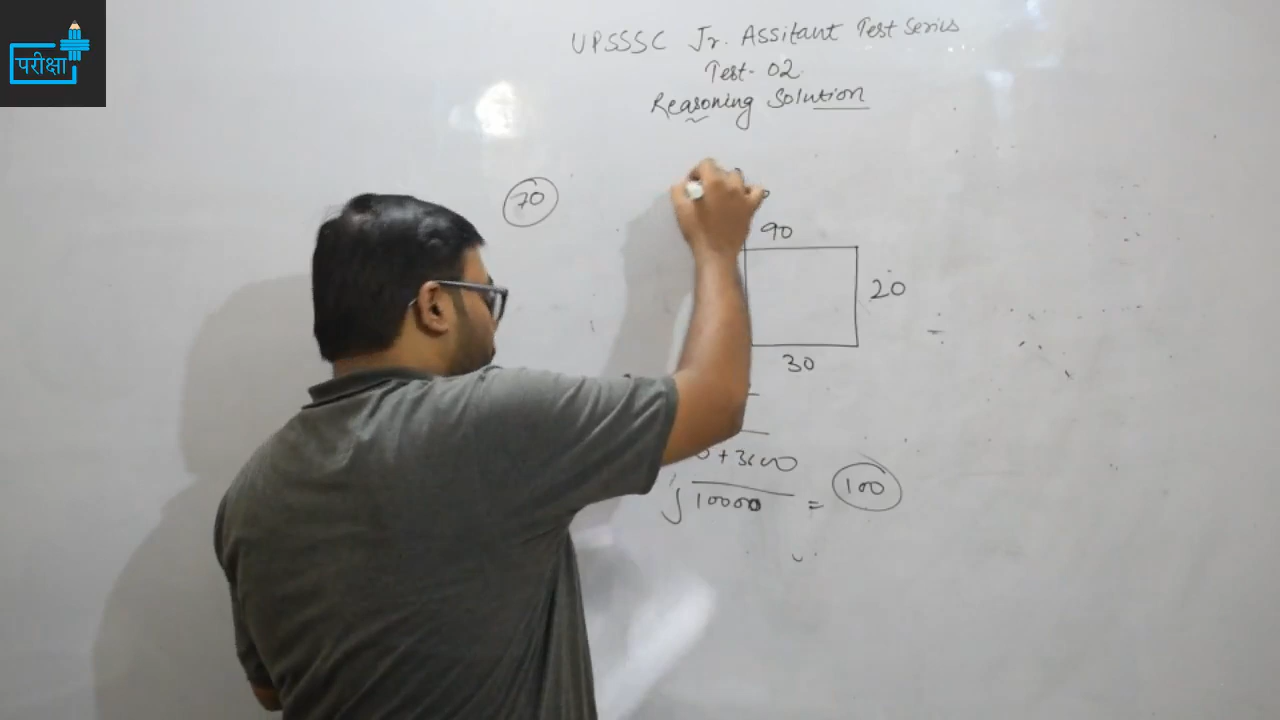 परीक्षा
UPSSSC Jr. Assitant Test Series
Test- 02
Reasoning Solution
70
90
20
30
+3600
√10000 = 100